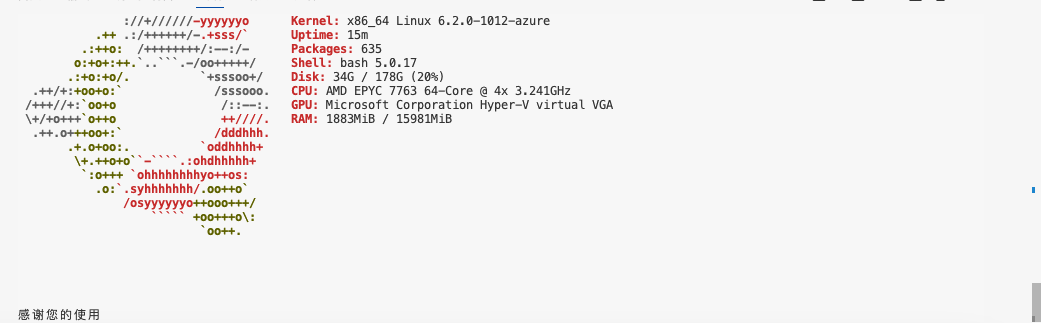 ://+//////-yyyyyyo Kernel: x86_64 Linux 6.2.0-1012-azure
.++ .:/++++++/-.+sss/` Uptime: 15m
.:++o: /++++++++/:--:/- Packages: 635
o:+o+:++.`..```.-/oo+++++/ Shell: bash 5.0.17
.:+o:+o/. `+sssoo+/ Disk: 34G / 178G (20%)
.++/+:+oo+o:` /sssooo. CPU: AMD EPYC 7763 64-Core @ 4x 3.241GHz
/+++//+:`oo+o /::--:. GPU: Microsoft Corporation Hyper-V virtual VGA
\+/+o+++`o++o ++////. RAM: 1883MiB / 15981MiB
.++.o+++oo+:` /dddhhh.
.+.o+oo:. `oddhhhh+
\+.++o+o``-````.:ohdhhhhh+
`:o+++ `ohhhhhhhhyo++os:
.o:`.syhhhhhhh/.oo++o`
/osyyyyyyo++ooo+++/
````` +oo+++o\:
`oo++.
感谢您的使用